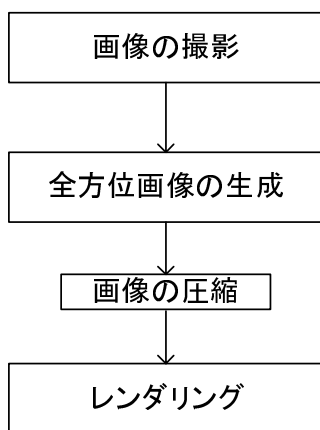 画像の撮影
全方位画像の生成
画像の圧縮
レンダリング